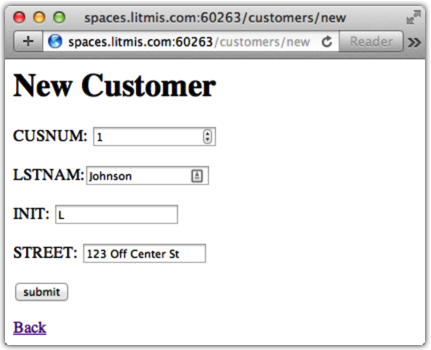 spaces.litmis.com:60263/customers/new
spaces.litmis.com:60263/customers/new Reader
New Customer
CUSNUM: 1
LSTNAM: Johnson
INIT: L
STREET: 123 Off Center St
submit
Back